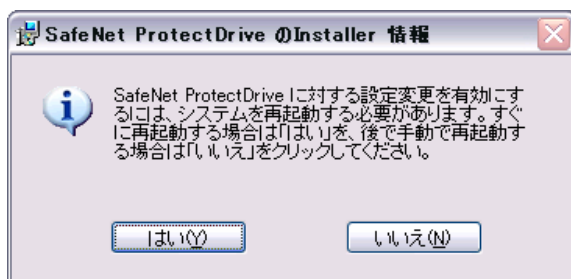 SafeNet ProtectDrive のInstaller 情報
SafeNet ProtectDrive に対する設定変更を有効にす
るには、システムを再起動する必要があります。すぐ
に再起動する場合は「はい」を、後で手動で再起動す
る場合は「いいえ」をクリックしてください。
はい(Y)
いいえ(N)